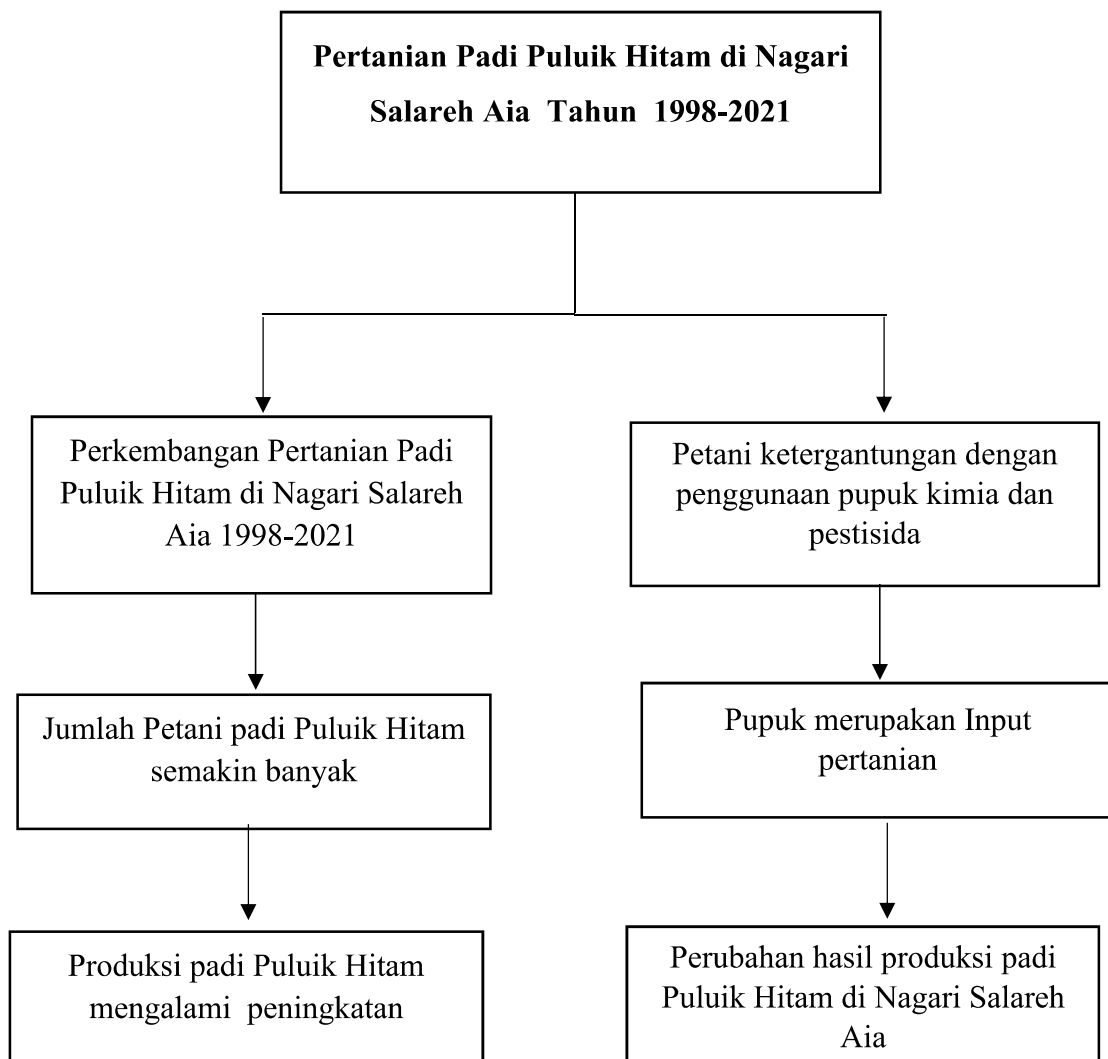 Pertanian Padi Puluik Hitam di Nagari
Salareh Aia Tahun 1998-2021
Perkembangan Pertanian Padi
Puluik Hitam di Nagari Salareh
Aia 1998-2021
Petani ketergantungan dengan
penggunaan pupuk kimia dan
pestisida
Jumlah Petani padi Puluik Hitam
semakin banyak
Pupuk merupakan Input
pertanian
Produksi padi Puluik Hitam
mengalami peningkatan
Perubahan hasil produksi padi
Puluik Hitam di Nagari Salareh
Aia